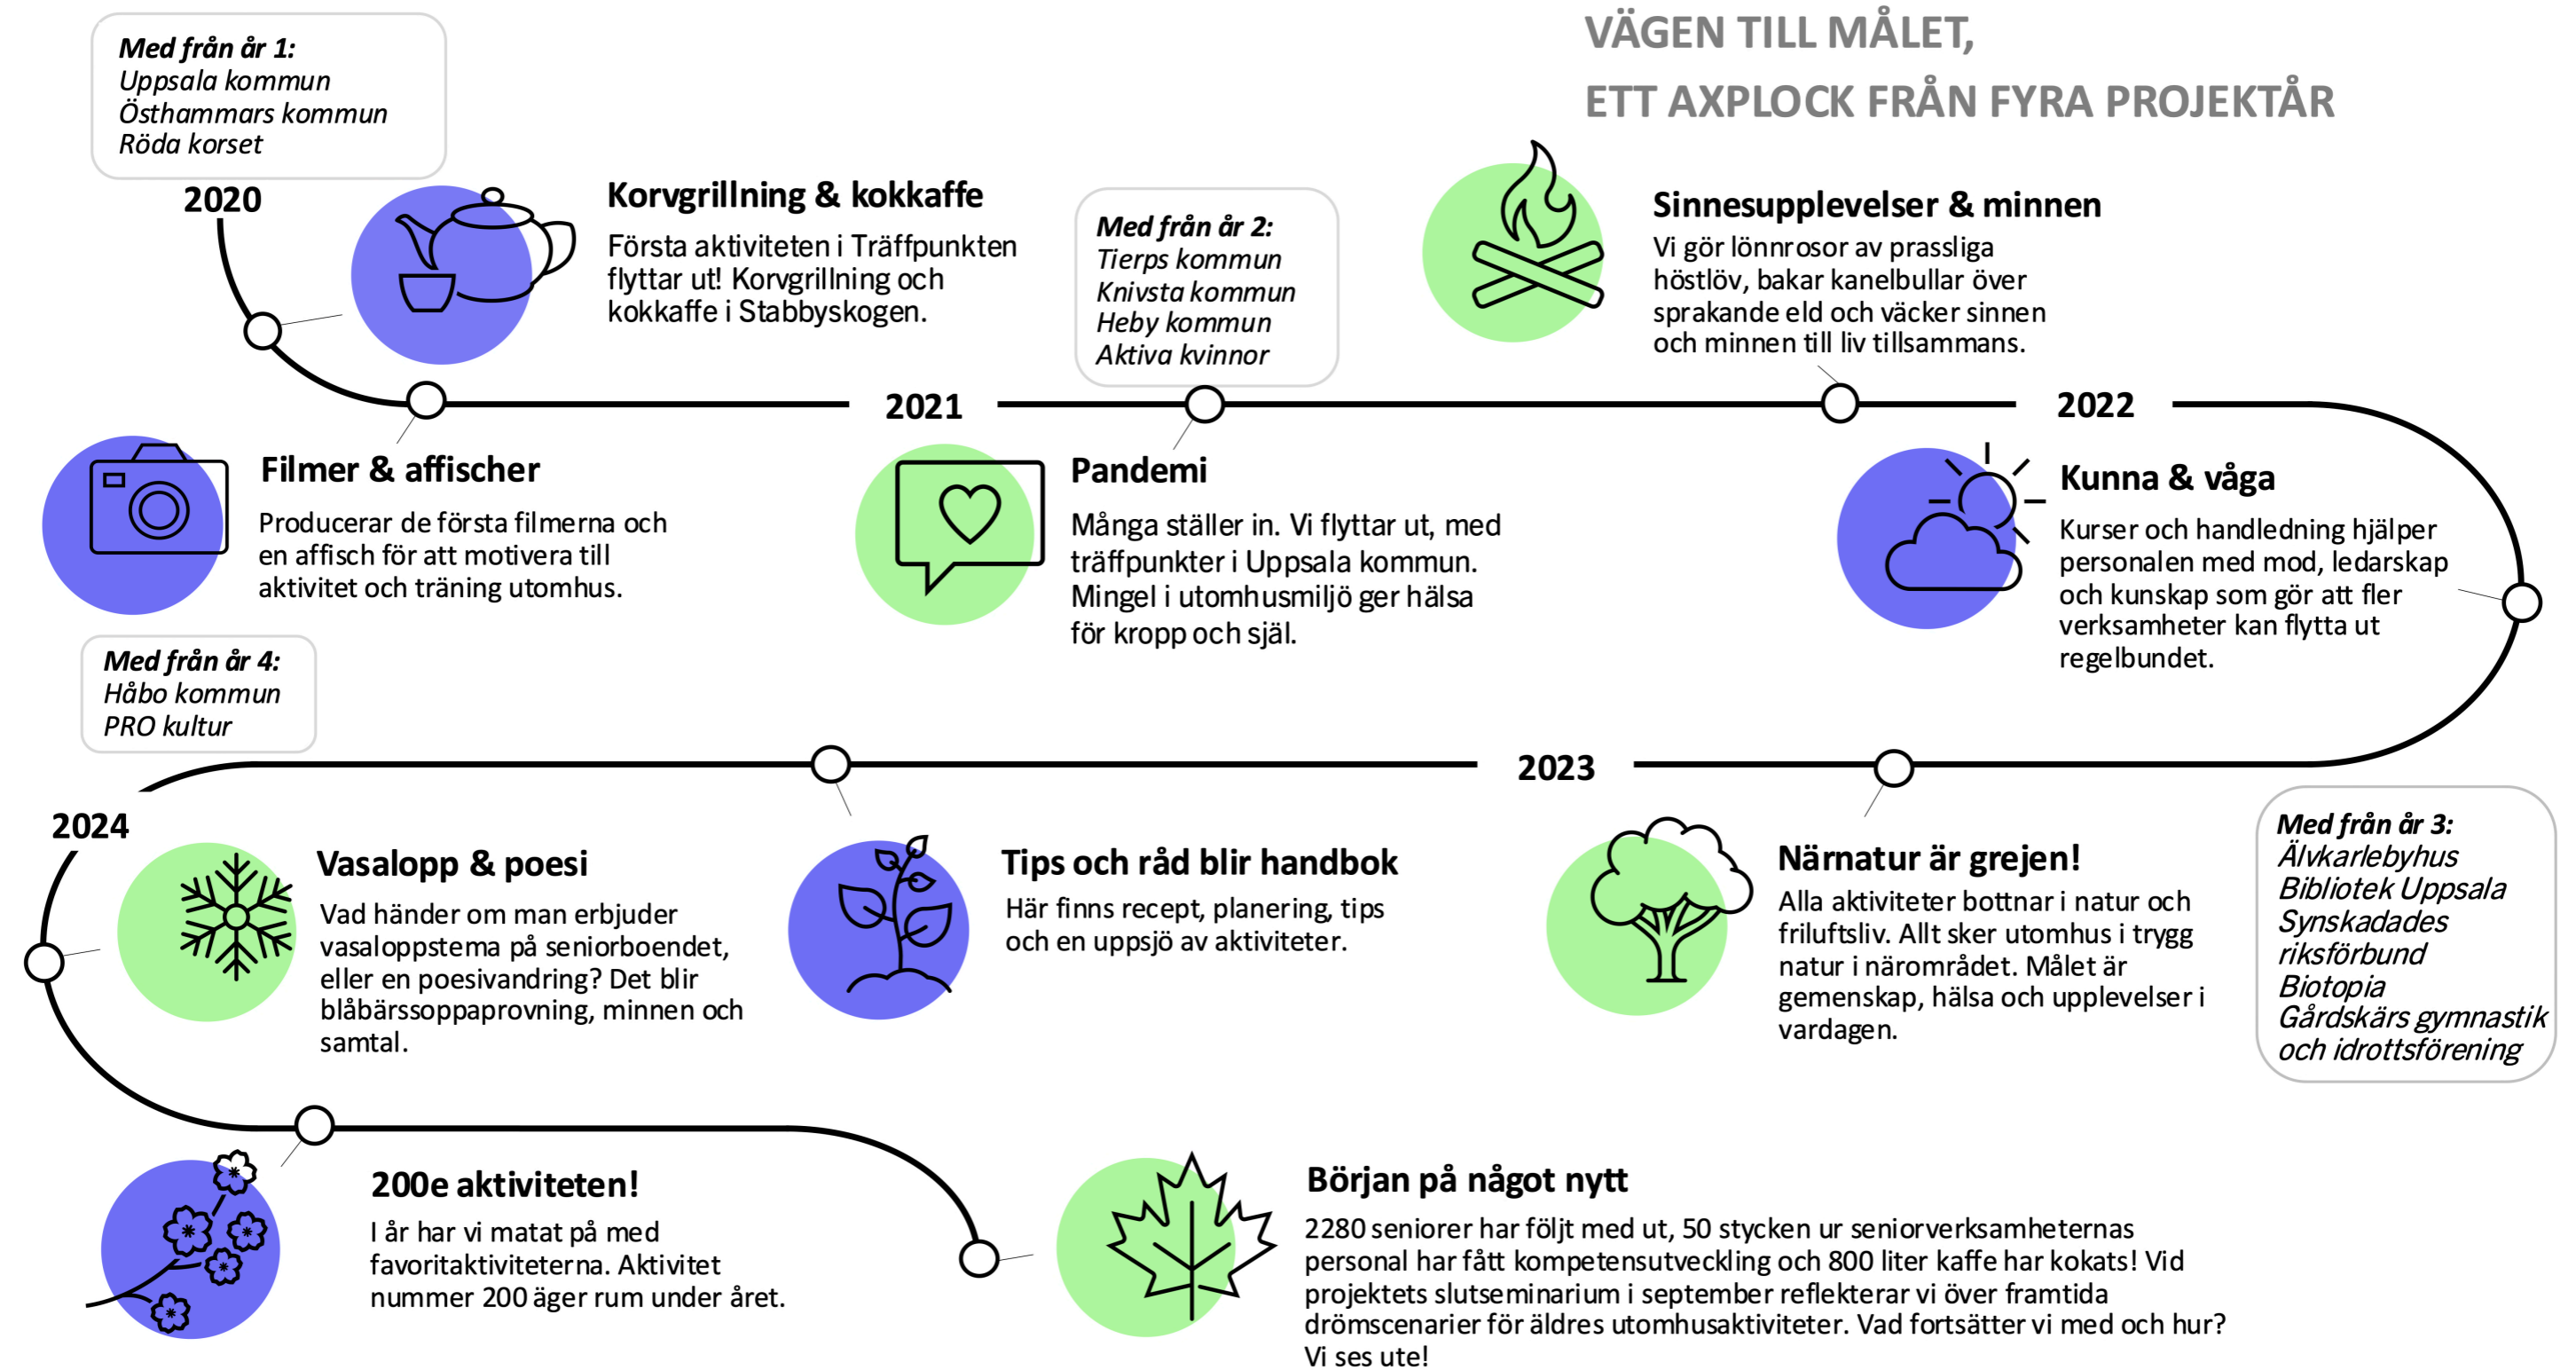 VÄGEN TILL MÅLET,
ETT AXPLOCK FRÅN FYRA PROJEKTÅR
Med från år 1:
Uppsala kommun
Östhammars kommun
Röda korset
2020
Korvgrillning & kokkaffe
Första aktiviteten i Träffpunkten
flyttar ut! Korvgrillning och
kokkaffe i Stabbyskogen.
Filmer & affischer
Producerar de första filmerna och
en affisch för att motivera till
aktivitet och träning utomhus.
2021
Med från år 2:
Tierps kommun
Knivsta kommun
Heby kommun
Aktiva kvinnor
Pandemi
Många ställer in. Vi flyttar ut, med
träffpunkter i Uppsala kommun.
Mingel i utomhusmiljö ger hälsa
för kropp och själ.
Sinnesupplevelser & minnen
Vi gör lönnrosor av prassliga
höstlöv, bakar kanelbullar över
sprakande eld och väcker sinnen
och minnen till liv tillsammans.
2022
Kunna & våga
Kurser och handledning hjälper
personalen med mod, ledarskap
och kunskap som gör att fler
verksamheter kan flytta ut
regelbundet.
Med från år 3:
Älvkarlebyhus
Bibliotek Uppsala
Synskadades
riksförbund
Biotopia
Gårdskärs gymnastik
och idrottsförening
Närnatur är grejen!
Alla aktiviteter bottnar i natur och
friluftsliv. Allt sker utomhus i trygg
natur i närområdet. Målet är
gemenskap, hälsa och upplevelser i
vardagen.
2023
Tips och råd blir handbok
Här finns recept, planering, tips
och en uppsjö av aktiviteter.
Med från år 4:
Håbo kommun
PRO kultur
2024
Vasalopp & poesi
Vad händer om man erbjuder
vasaloppstema på seniorboendet,
eller en poesivandring? Det blir
blåbärssoppaprovning, minnen och
samtal.
200e aktiviteten!
I år har vi matat på med
favoritaktiviteterna. Aktivitet
nummer 200 äger rum under året.
Början på något nytt
2280 seniorer har följt med ut, 50 stycken ur seniorverksamheternas
personal har fått kompetensutveckling och 800 liter kaffe har kokats! Vid
projektets slutseminarium i september reflekterar vi över framtida
drömscenarier för äldres utomhusaktiviteter. Vad fortsätter vi med och hur?
Vi ses ute!